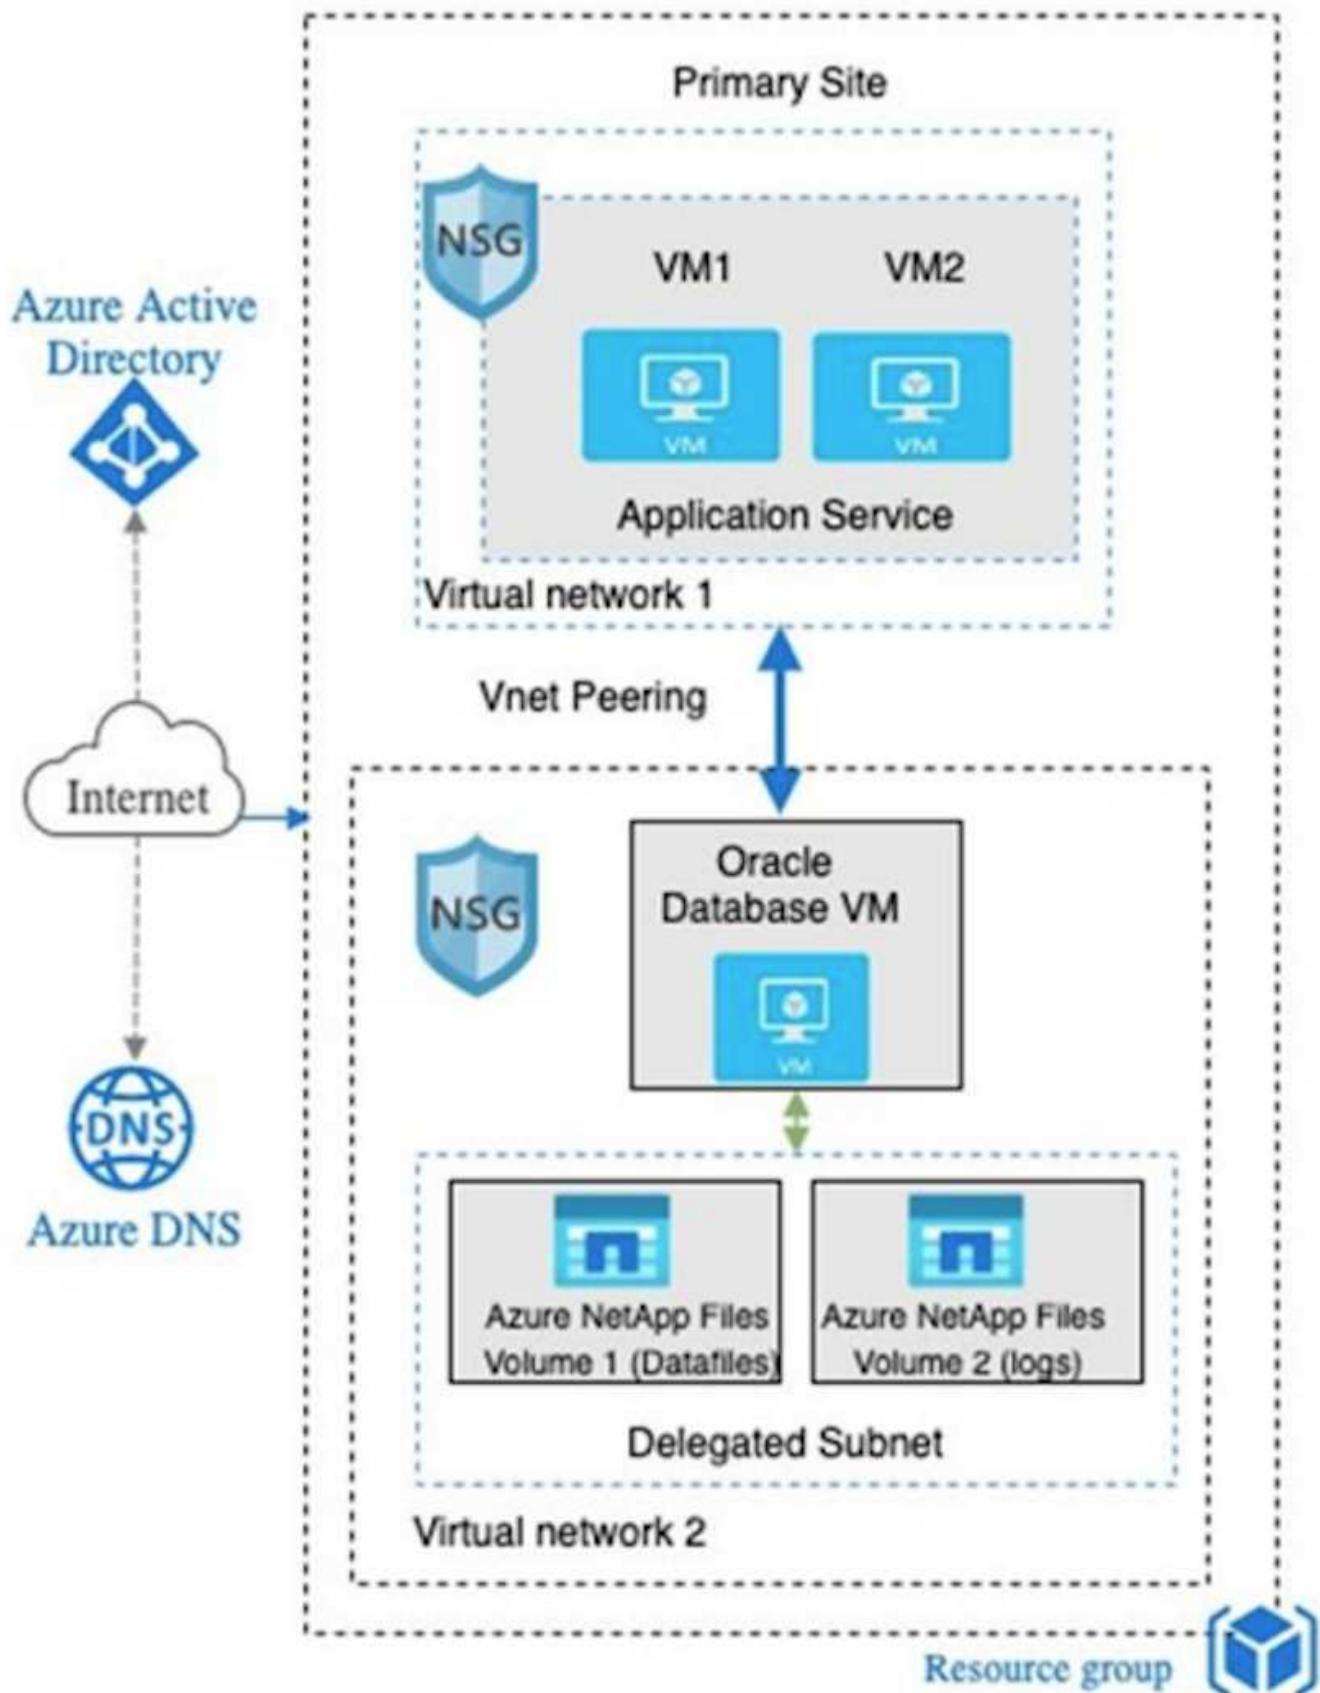 Primary Site
NSG
VM1
VM2
VM
VM
Application Service
Virtual network 1
Azure Active
Directory
Vnet Peering
Internet
NSG
Oracle
Database VM
VM
DNS
Azure DNS
Azure NetApp Files
Volume 1 (Datafiles)
Azure NetApp Files
Volume 2 (logs)
Delegated Subnet
Virtual network 2
Resource group